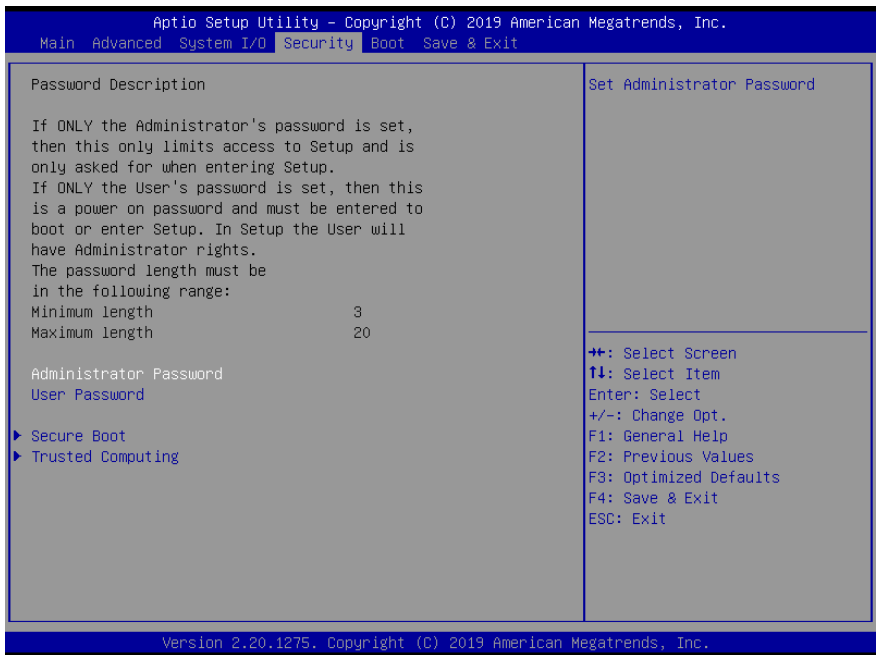 Aptio Setup Utility – Copyright (C) 2019 American Megatrends, Inc.
Main Advanced System I/O Security Boot Save & Exit
Password Description
If ONLY the Administrator's password is set,
then this only limits access to Setup and is
only asked for when entering Setup.
If ONLY the User's password is set, then this
is a power on password and must be entered to
boot or enter Setup. In Setup the User will
have Administrator rights.
The password length must be
in the following range:
Minimum length 3
Maximum length 20
Administrator Password
User Password
Secure Boot
Trusted Computing
Set Administrator Password
→←: Select Screen
↑↓: Select Item
Enter: Select
+/-: Change Opt.
F1: General Help
F2: Previous Values
F3: Optimized Defaults
F4: Save & Exit
ESC: Exit
Version 2.20.1275. Copyright (C) 2019 American Megatrends, Inc.